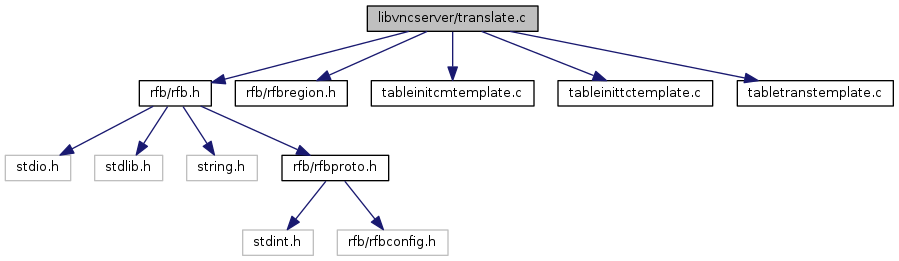 libvncserver/translate.c
rfb/rfb.h
rfb/rfbregion.h
tableinitcmtemplate.c
tableinittctemplate.c
tabletranstemplate.c
stdio.h
stdlib.h
string.h
rfb/rfbproto.h
stdint.h
rfb/rfbconfig.h